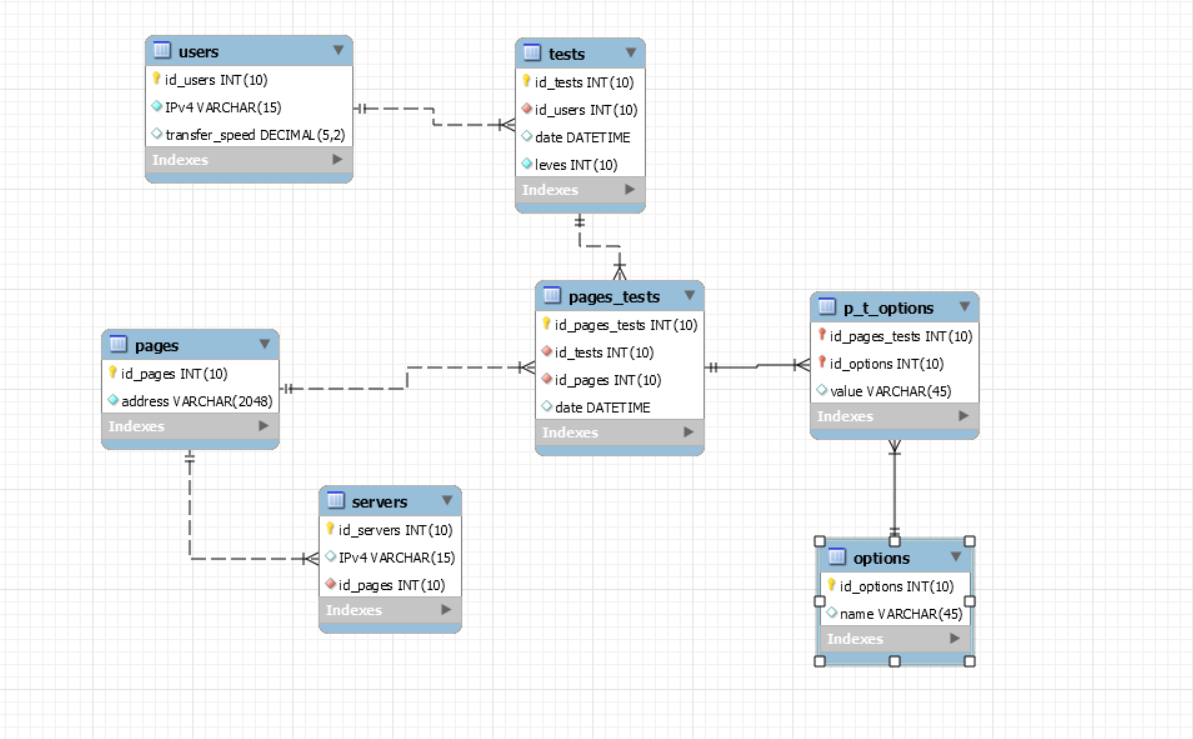 users
id_users INT(10)
IPv4 VARCHAR(15)
transfer_speed DECIMAL(5,2)
Indexes
tests
id_tests INT(10)
id_users INT(10)
date DATETIME
leves INT(10)
Indexes
pages_tests
id_pages_tests INT(10)
id_tests INT(10)
id_pages INT(10)
date DATETIME
Indexes
p_t_options
id_pages_tests INT(10)
id_options INT(10)
value VARCHAR(45)
Indexes
pages
id_pages INT(10)
address VARCHAR(2048)
Indexes
servers
id_servers INT(10)
IPv4 VARCHAR(15)
id_pages INT(10)
Indexes
options
id_options INT(10)
name VARCHAR(45)
Indexes